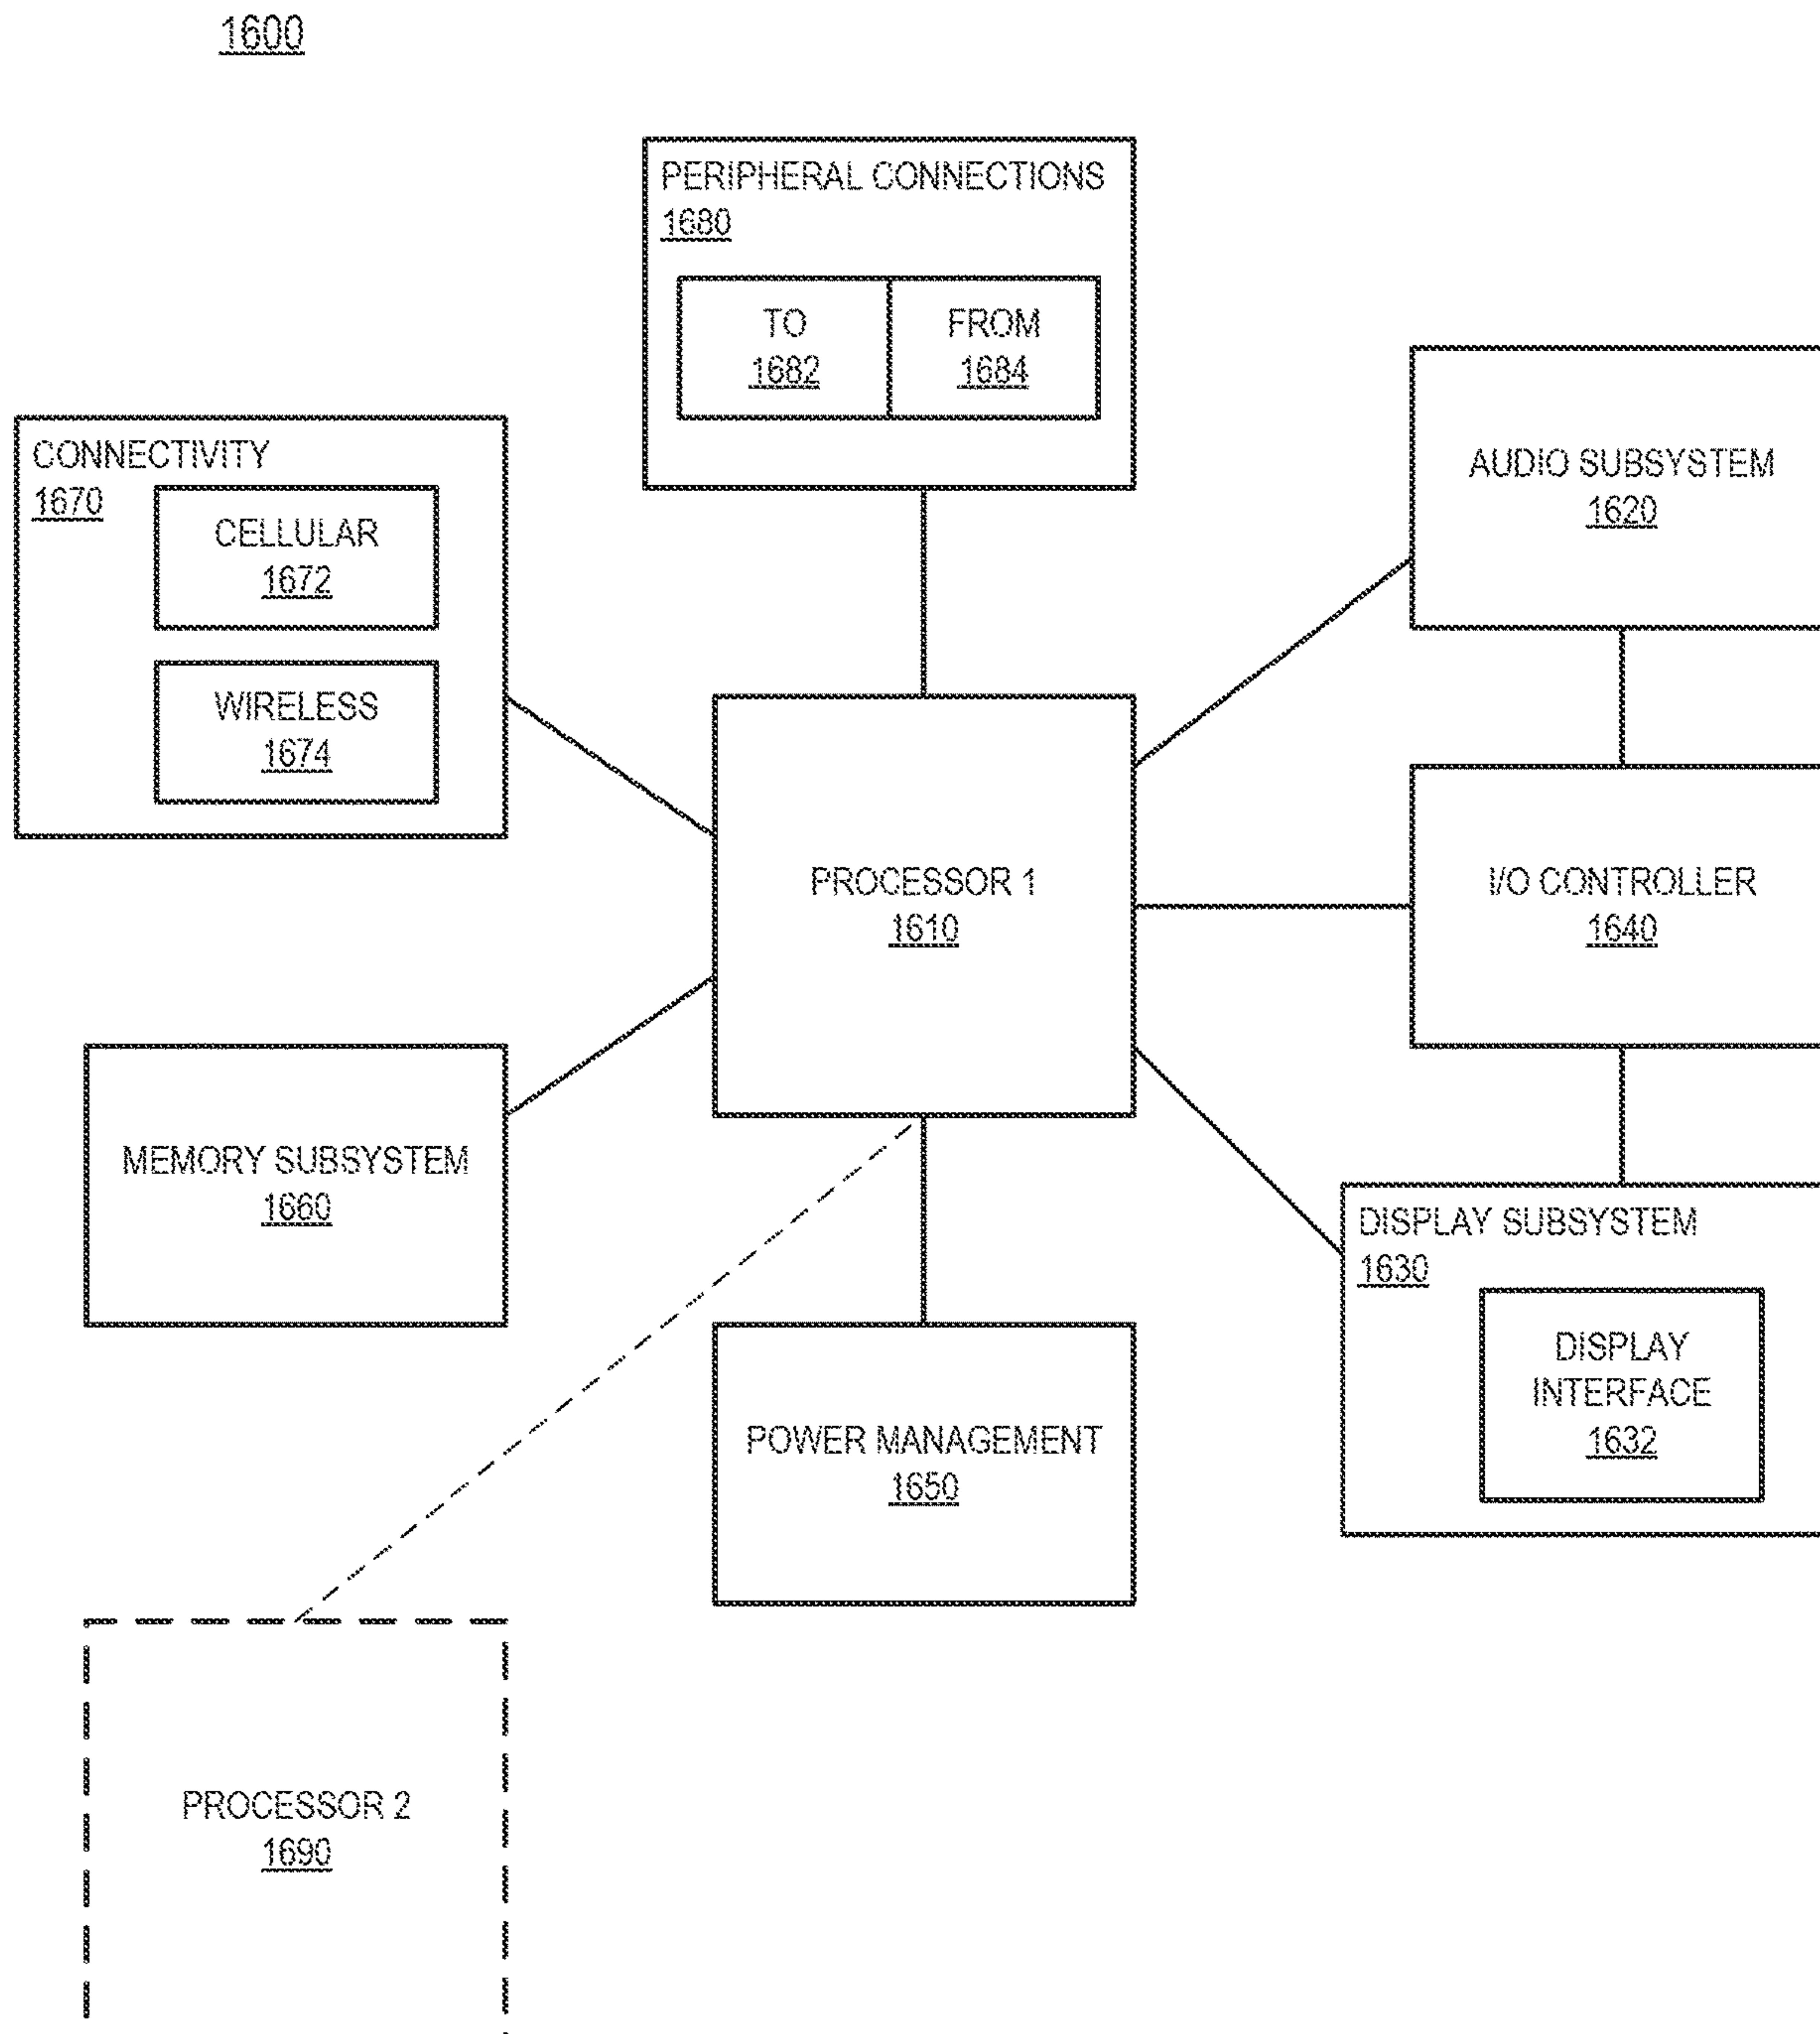 1600
PERIPHERAL CONNECTIONS
1680
TO
1682
FROM
1684
CONNECTIVITY
1670
CELLULAR
1672
WIRELESS
1674
AUDIO SUBSYSTEM
1620
PROCESSOR 1
1610
I/O CONTROLLER
1640
MEMORY SUBSYSTEM
1660
DISPLAY SUBSYSTEM
1630
DISPLAY
INTERFACE
1632
POWER MANAGEMENT
1650
PROCESSOR 2
1690